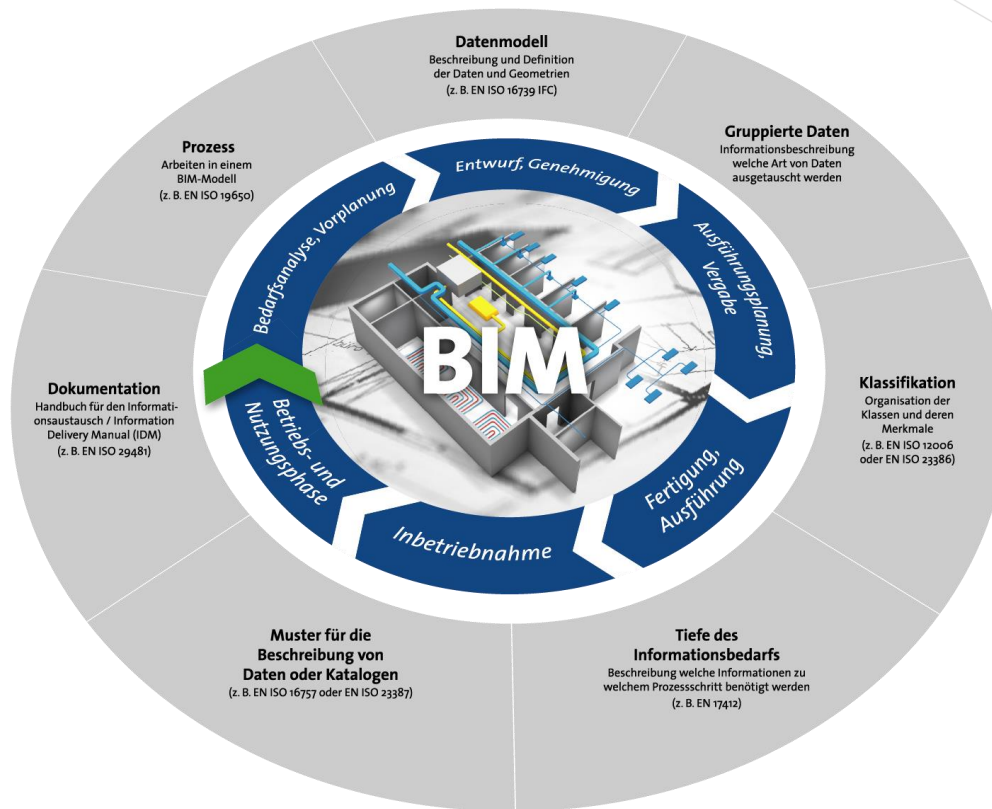 Datenmodell
Beschreibung und Definition
der Daten und Geometrien
(z. B. EN ISO 16739 IFC)
Gruppierte Daten
Informationsbeschreibung
welche Art von Daten
ausgetauscht werden
Klassifikation
Organisation der
Klassen und deren
Merkmale
(z. B. EN ISO 12006
oder EN ISO 23386)
Tiefe des
Informationsbedarfs
Beschreibung welche Informationen zu
welchem Prozessschritt benötigt werden
(z. B. EN 17412)
Muster für die
Beschreibung von
Daten oder Katalogen
(z. B. EN ISO 16757 oder EN ISO 23387)
Dokumentation
Handbuch für den Informati-
onsaustausch / Information
Delivery Manual (IDM)
(z. B. EN ISO 29481)
Prozess
Arbeiten in einem
BIM-Modell
(z. B. EN ISO 19650)
Bedarfsanalyse, Vorplanung
Entwurf, Genehmigung
Ausführungsplanung,
Vergabe
Fertigung,
Ausführung
Inbetriebnahme
Betriebs- und
Nutzungsphase
BIM